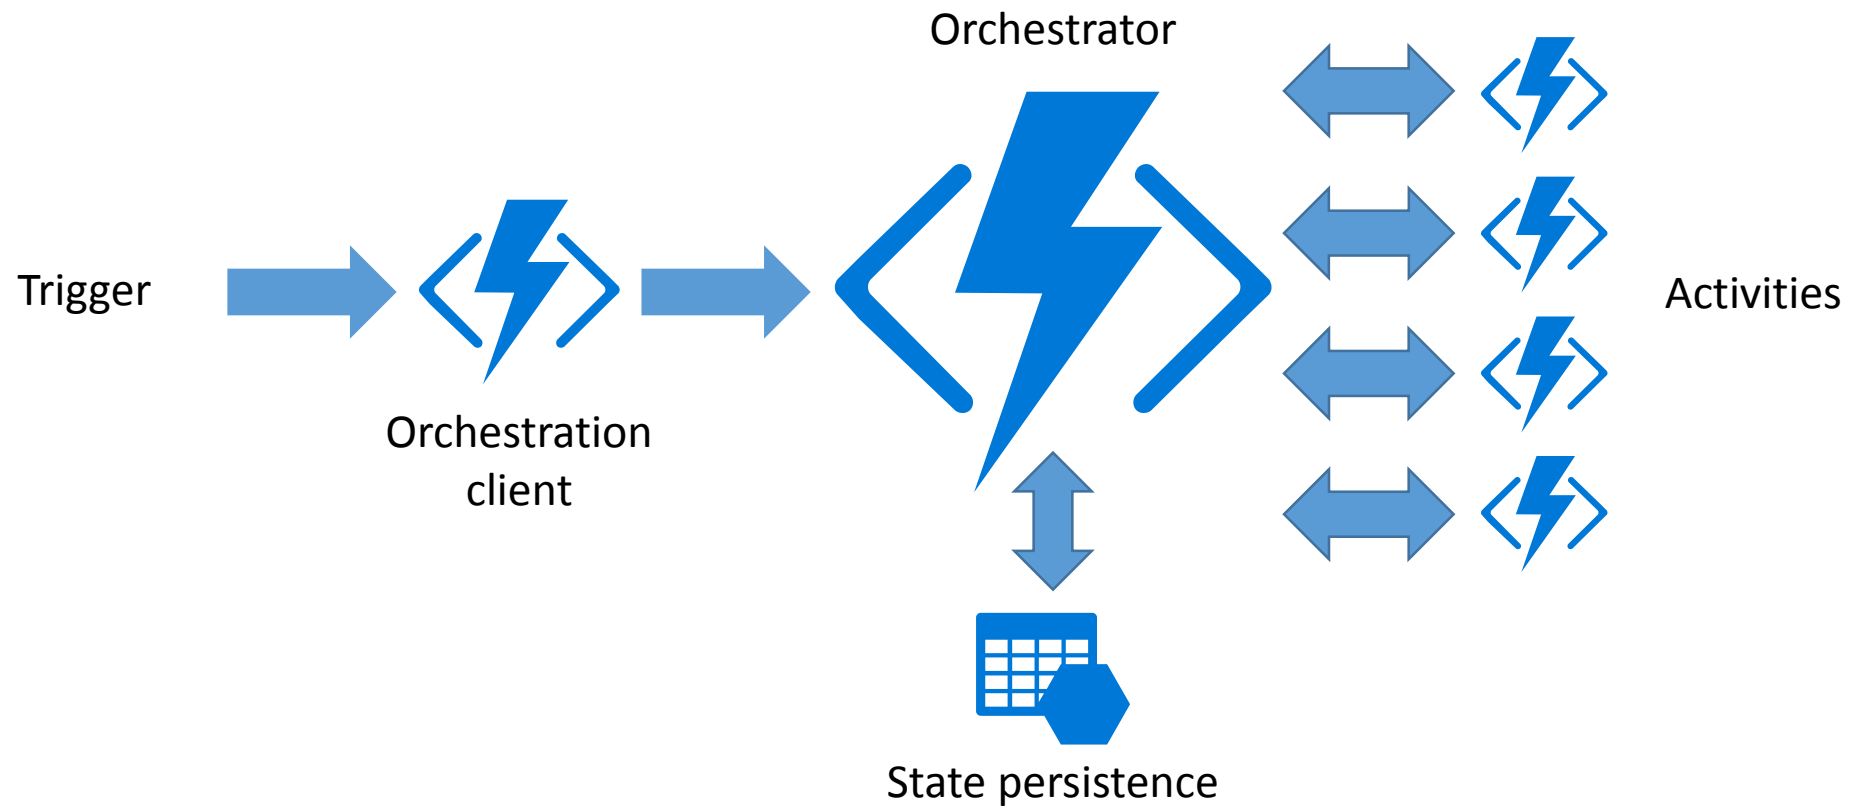 Orchestrator
Trigger
Orchestration
client
Activities
State persistence